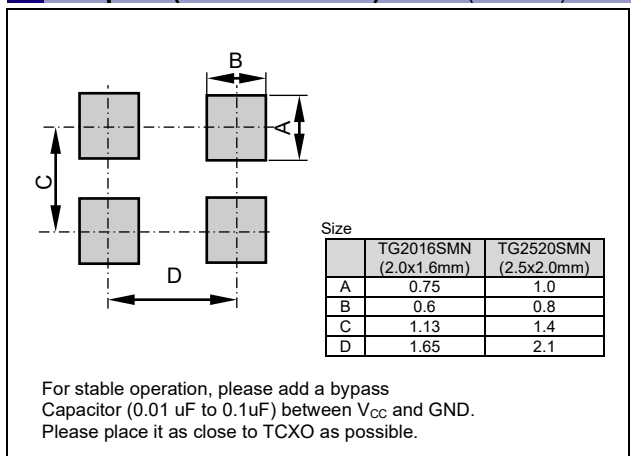 B
A
C
D
Size
TG2016SMN TG2520SMN
(2.0x1.6mm) (2.5x2.0mm)
A 0.75 1.0
B 0.6 0.8
C 1.13 1.4
D 1.65 2.1
For stable operation, please add a bypass
Capacitor (0.01 uF to 0.1uF) between VCC and GND.
Please place it as close to TCXO as possible.